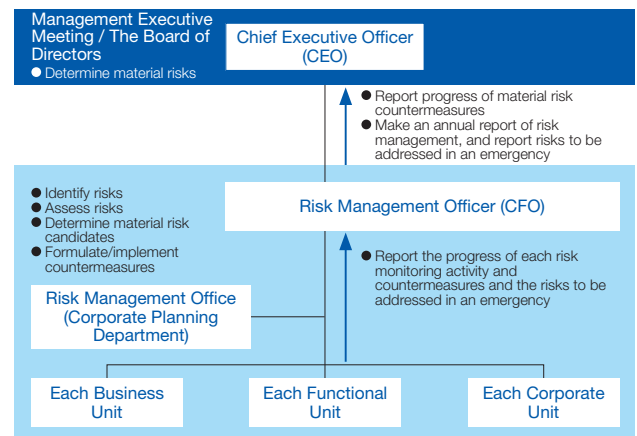 Management Executive
Meeting / The Board of
Directors
● Determine material risks
Chief Executive Officer
(CEO)
● Report progress of material risk
countermeasures
● Make an annual report of risk
management, and report risks to be
addressed in an emergency
● Identify risks
● Assess risks
● Determine material risk
candidates
● Formulate/implement
countermeasures
Risk Management Officer (CFO)
● Report the progress of each risk
monitoring activity and
countermeasures and the risks to be
addressed in an emergency
Risk Management Office
(Corporate Planning
Department)
Each Business
Unit
Each Functional
Unit
Each Corporate
Unit